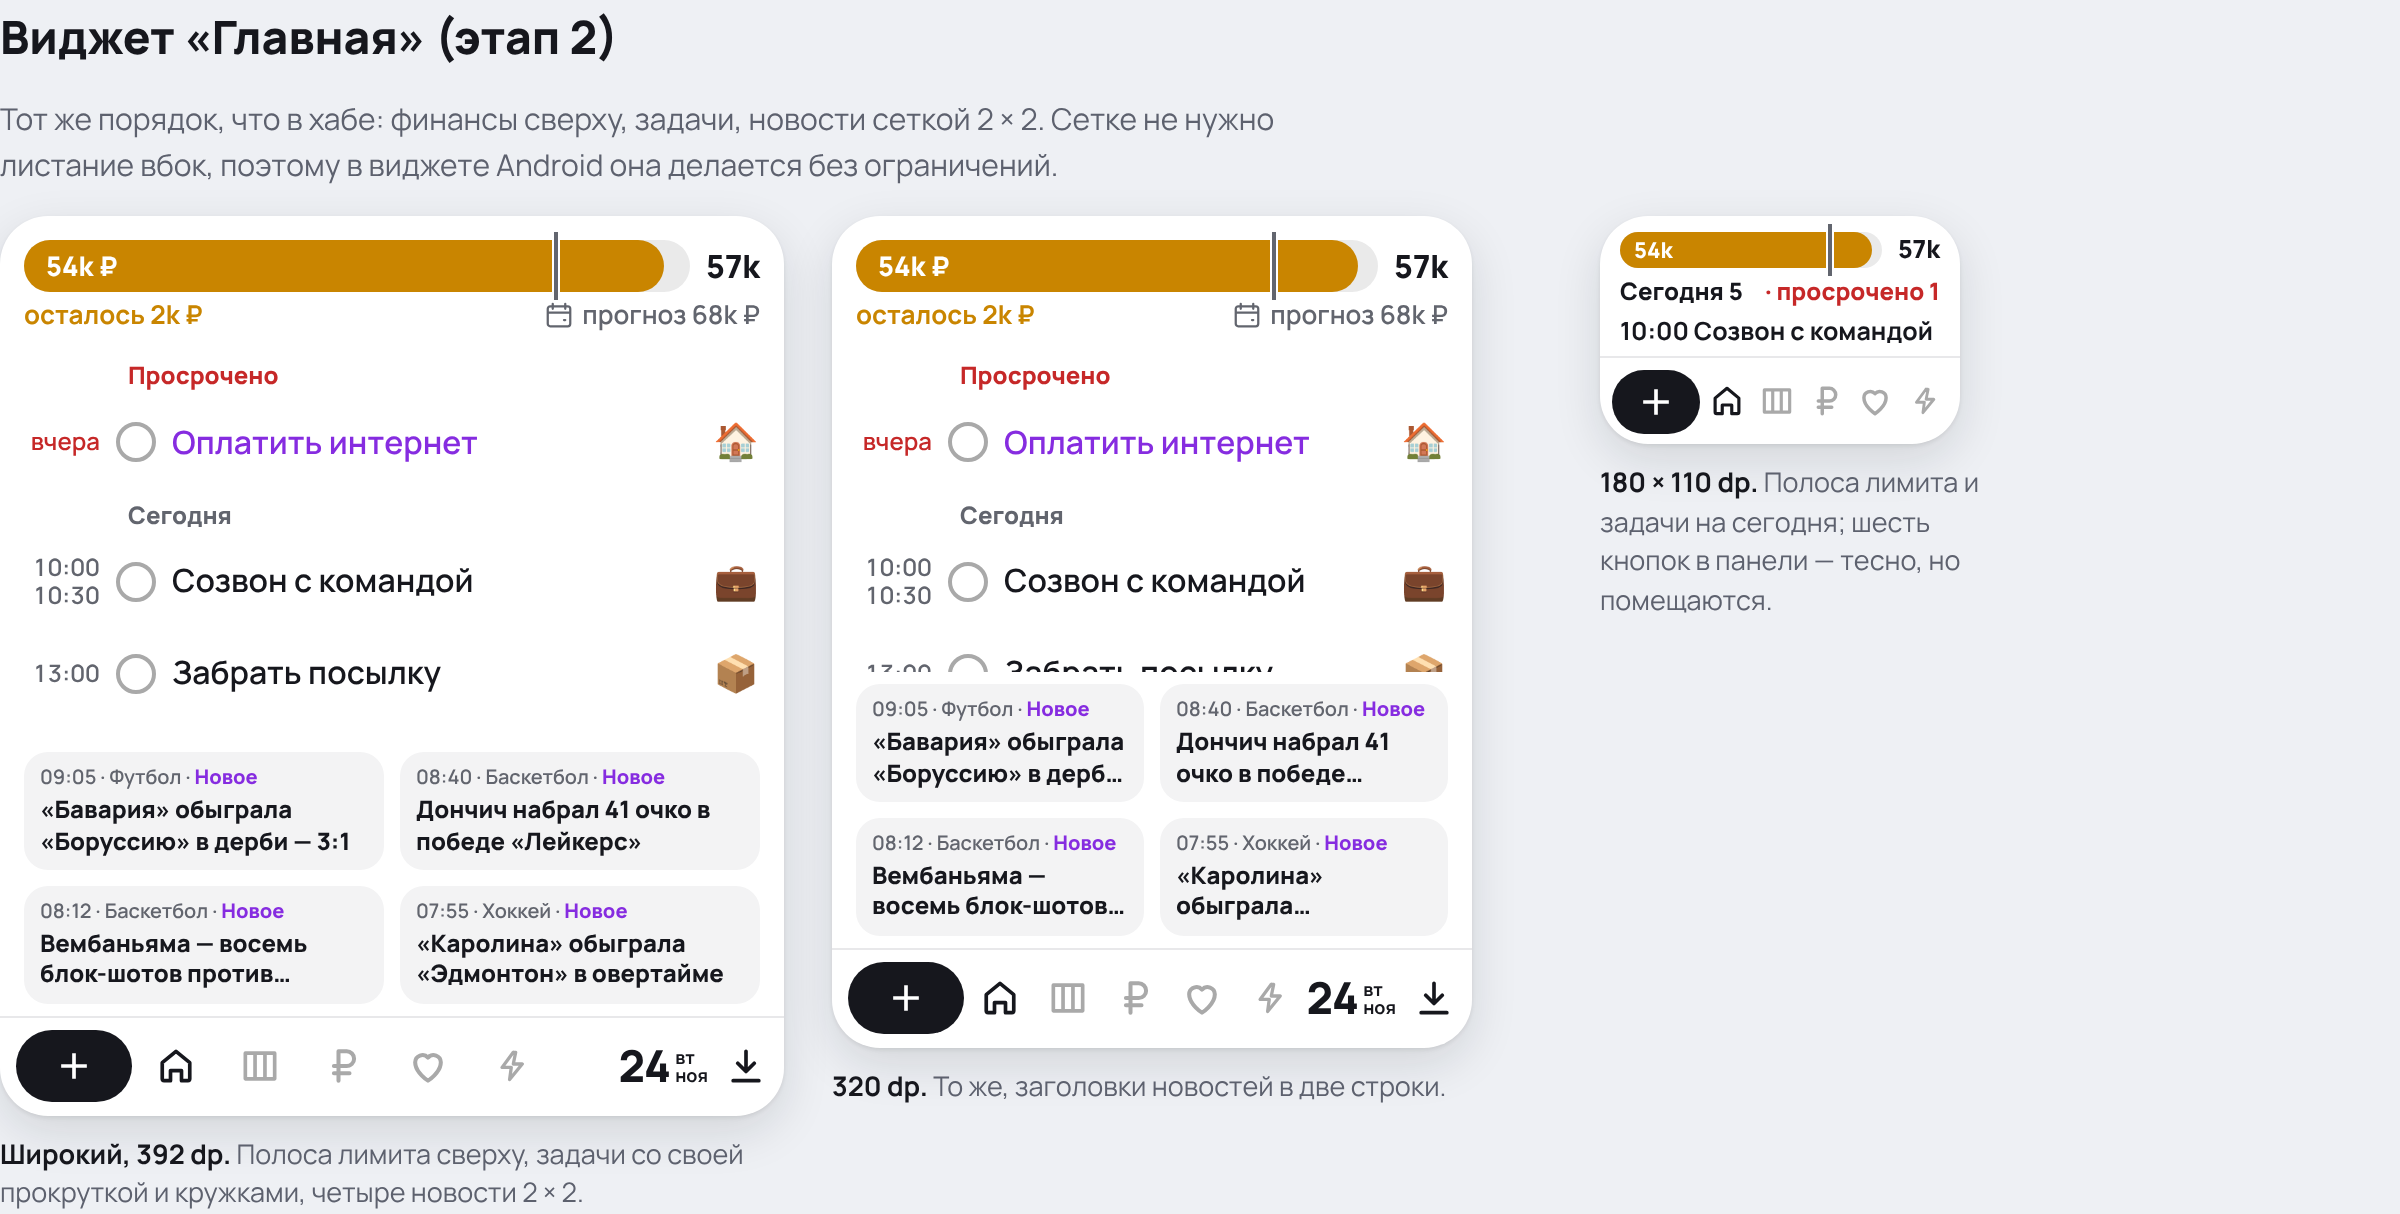 Виджет «Главная» (этап 2)
Тот же порядок, что в хабе: финансы сверху, задачи, новости сеткой 2 × 2. Сетке не нужно
листание вбок, поэтому в виджете Android она делается без ограничений.
54k ₽
57k
осталось 2k ₽
прогноз 68k ₽
Просрочено
вчера
Оплатить интернет
Сегодня
10:00
10:30
Созвон с командой
13:00
Забрать посылку
09:05 · Футбол · Новое
«Бавария» обыграла
«Боруссию» в дерби — 3:1
08:40 · Баскетбол · Новое
Дончич набрал 41 очко в
победе «Лейкерс»
08:12 · Баскетбол · Новое
Вембаньяма — восемь
блок-шотов против…
07:55 · Хоккей · Новое
«Каролина» обыграла
«Эдмонтон» в овертайме
24
вт
ноя
Широкий, 392 dp. Полоса лимита сверху, задачи со своей
прокруткой и кружками, четыре новости 2 × 2.
54k ₽
57k
осталось 2k ₽
прогноз 68k ₽
Просрочено
вчера
Оплатить интернет
Сегодня
10:00
10:30
Созвон с командой
13:00
Забрать посылку
09:05 · Футбол · Новое
«Бавария» обыграла
«Боруссию» в дерб…
08:40 · Баскетбол · Новое
Дончич набрал 41
очко в победе…
08:12 · Баскетбол · Новое
Вембаньяма —
восемь блок-шотов…
07:55 · Хоккей · Новое
«Каролина»
обыграла…
24
вт
ноя
320 dp. То же, заголовки новостей в две строки.
54k
57k
Сегодня 5 · просрочено 1
10:00 Созвон с командой
180 × 110 dp. Полоса лимита и
задачи на сегодня; шесть
кнопок в панели — тесно, но
помещаются.